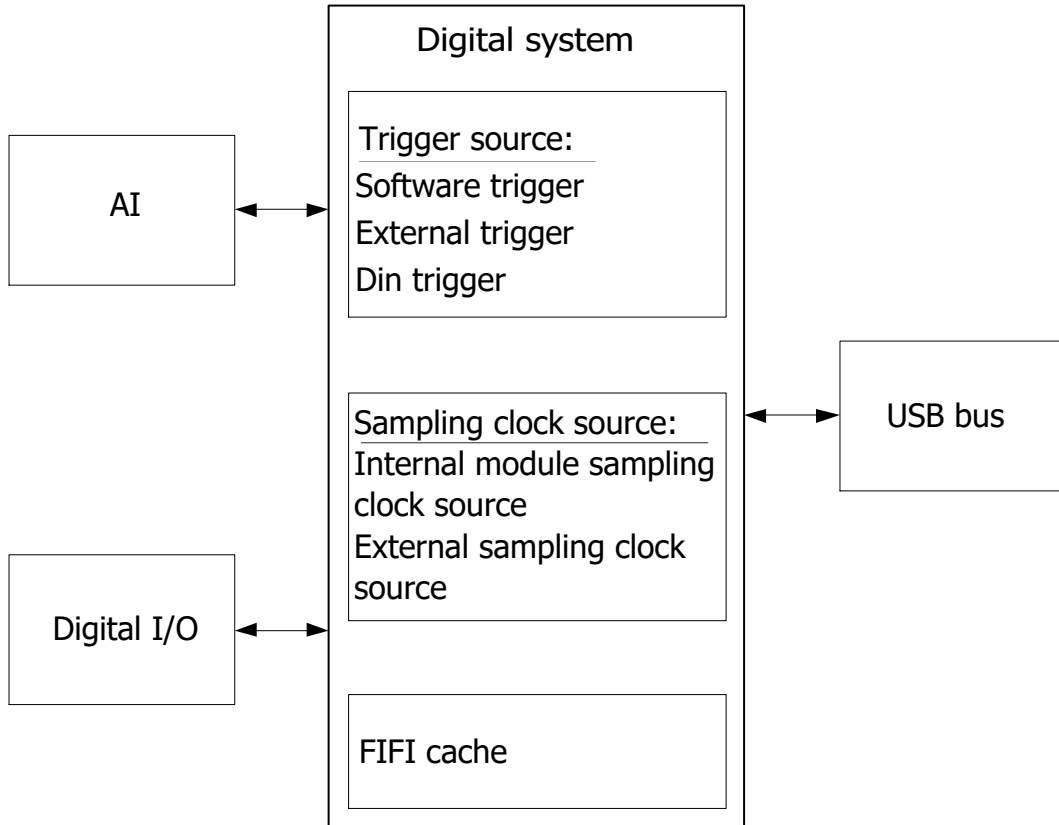 Digital system
Trigger source:
Software trigger
External trigger
Din trigger
AI
Sampling clock source:
Internal module sampling
clock source
External sampling clock
source
USB bus
Digital I/O
FIFI cache